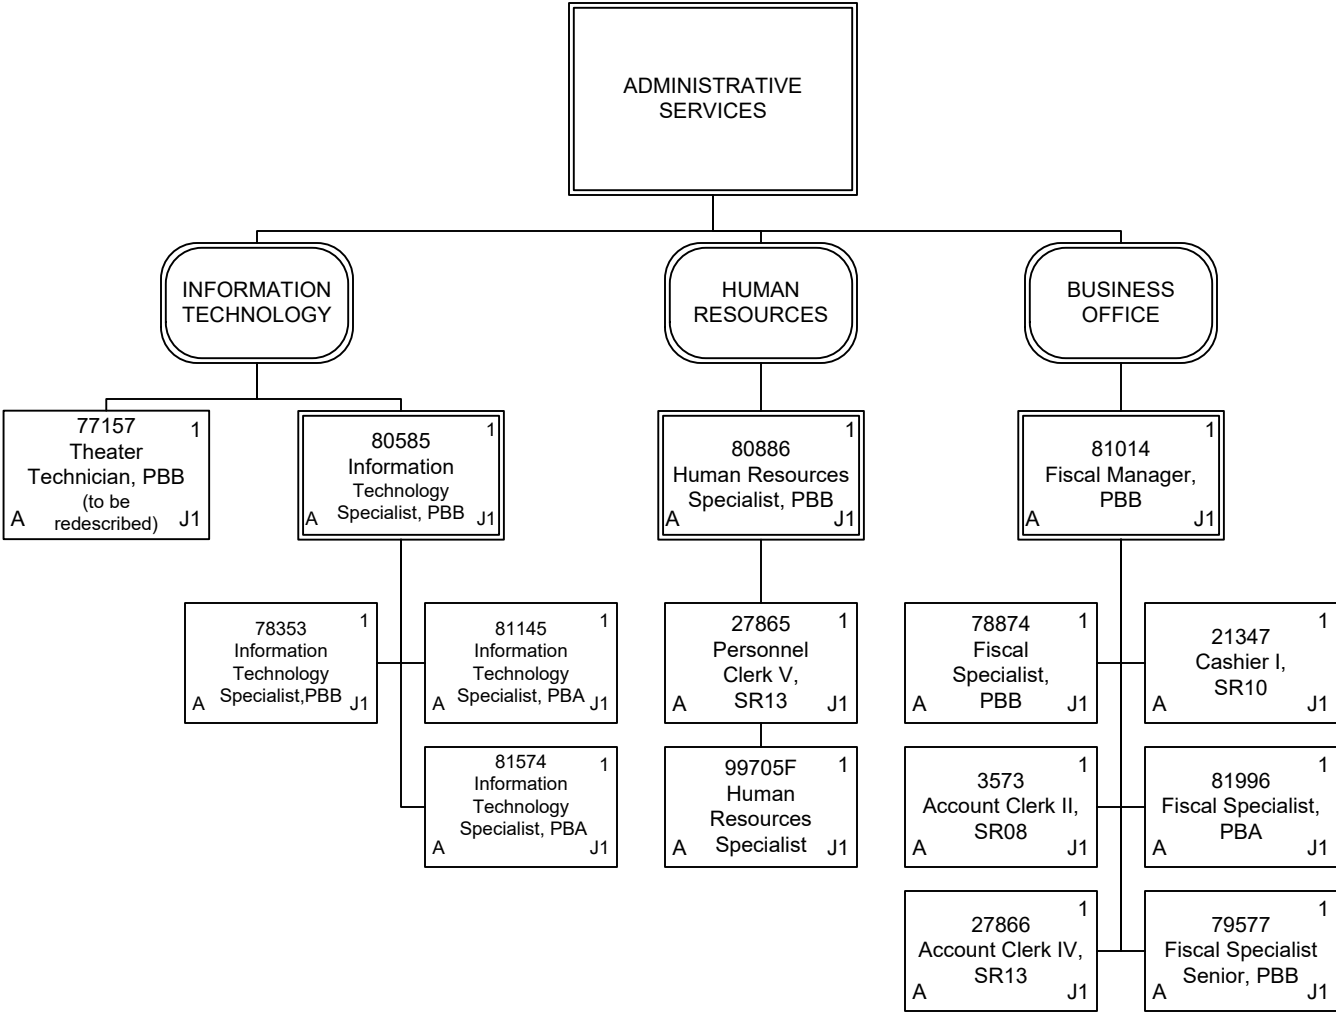 ADMINISTRATIVE
SERVICES
INFORMATION
TECHNOLOGY
HUMAN
RESOURCES
BUSINESS
OFFICE
77157
1
Theater
Technician, PBB
(to be
redescribed)
A
J1
80585
1
Information
Technology
Specialist, PBB
A
J1
80886
1
Human Resources
Specialist, PBB
A
J1
81014
1
Fiscal Manager,
PBB
A
J1
78353
1
Information
Technology
Specialist,PBB
A
J1
81145
1
Information
Technology
Specialist, PBA
A
J1
27865
1
Personnel
Clerk V,
SR13
A
J1
78874
1
Fiscal
Specialist,
PBB
A
J1
21347
1
Cashier I,
SR10
A
J1
81574
1
Information
Technology
Specialist, PBA
A
J1
99705F
1
Human
Resources
Specialist
A
J1
3573
1
Account Clerk II,
SR08
A
J1
81996
1
Fiscal Specialist,
PBA
A
J1
27866
1
Account Clerk IV,
SR13
A
J1
79577
1
Fiscal Specialist
Senior, PBB
A
J1